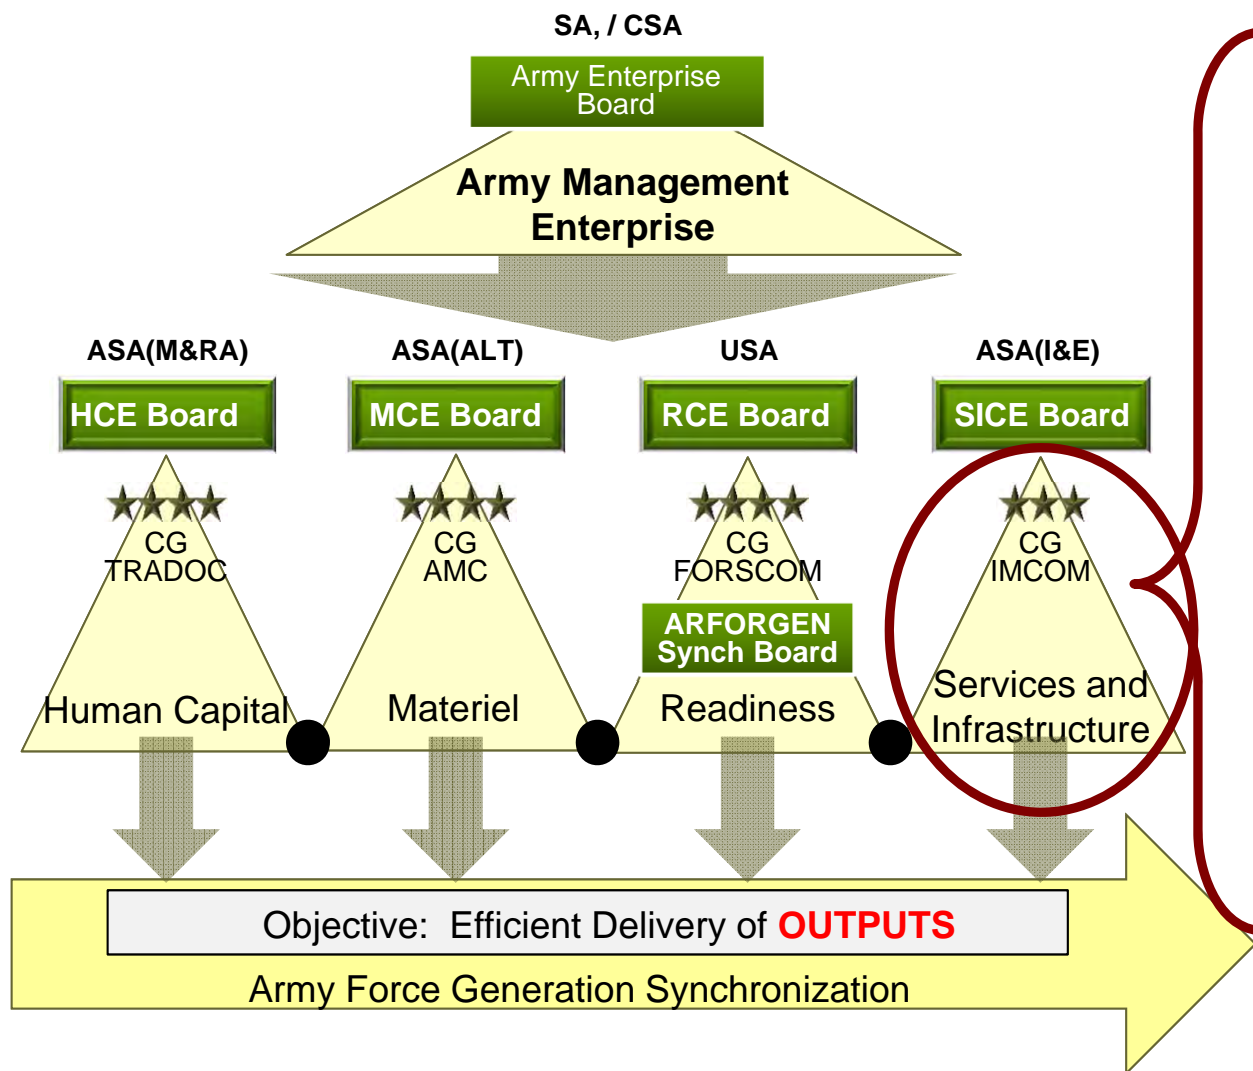 SA, / CSA
Army Enterprise
Board
Army Management
Enterprise
ASA(M&RA)
ASA(ALT)
USA
ASA(I&E)
HCE Board
MCE Board
RCE Board
SICE Board
CG
TRADOC
CG
AMC
CG
FORSCOM
CG
IMCOM
ARFORGEN
Synch Board
Human Capital
Materiel
Readiness
Services and
Infrastructure
Objective:  Efficient Delivery of OUTPUTS
Army Force Generation Synchronization